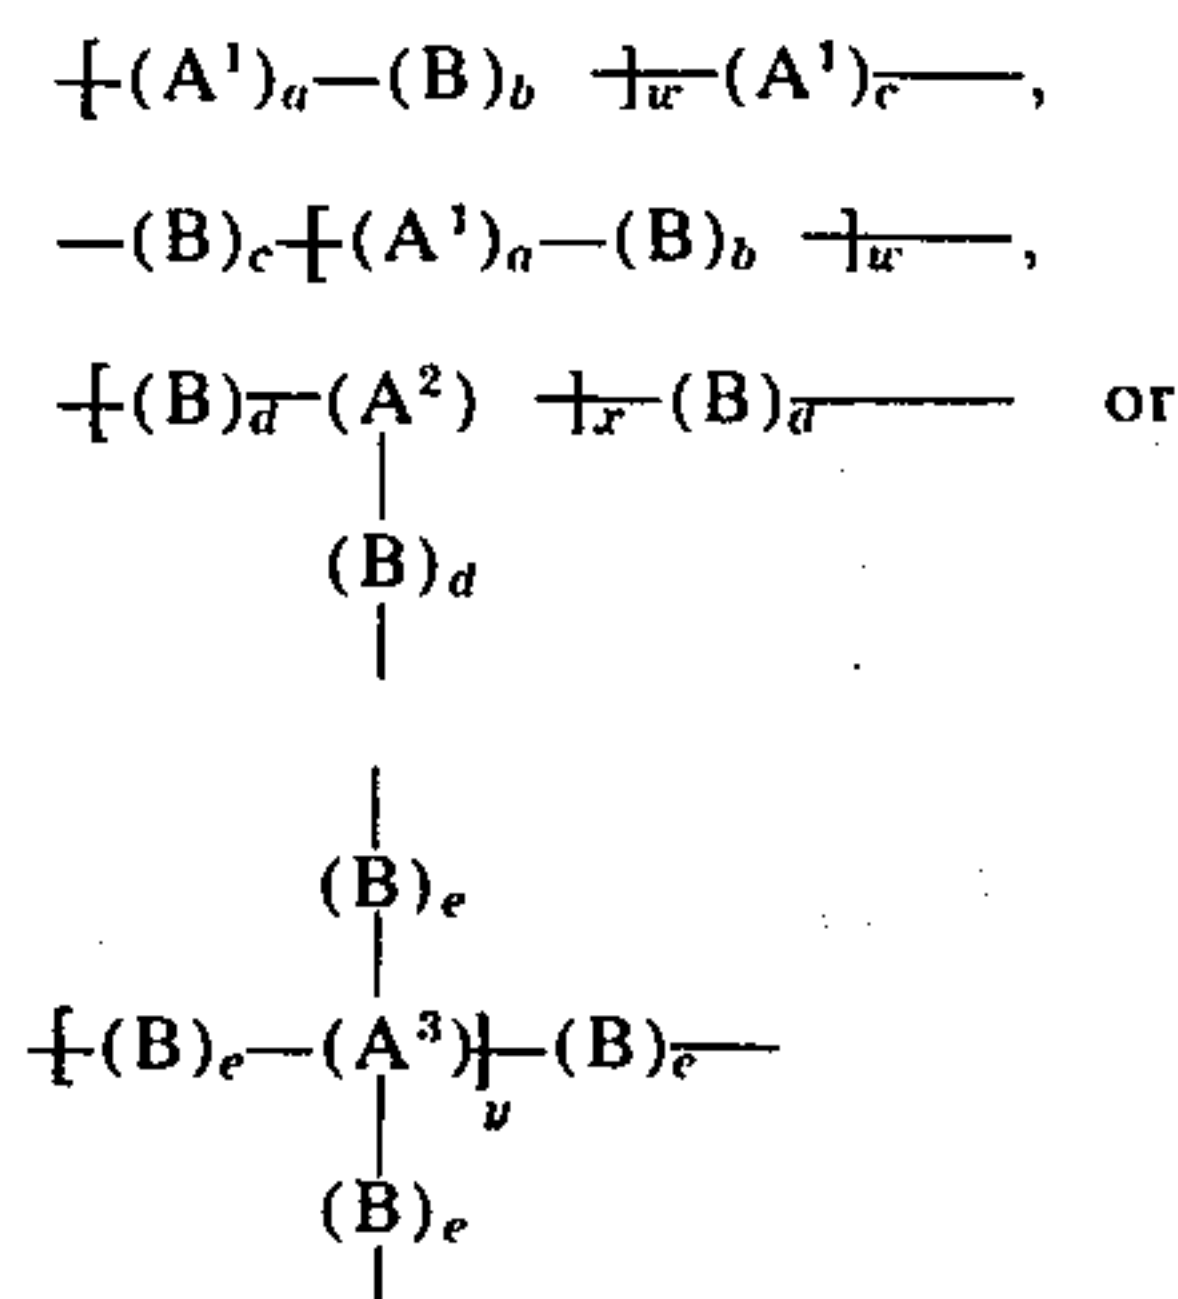 [(A¹)a—(B)b]w—(A¹)c—,
—(B)c—[(A¹)a—(B)b]w—,
[(B)d—(A²)]x—(B)d— or
(B)d
(B)e
[(B)e—(A³)]y—(B)e—
(B)e